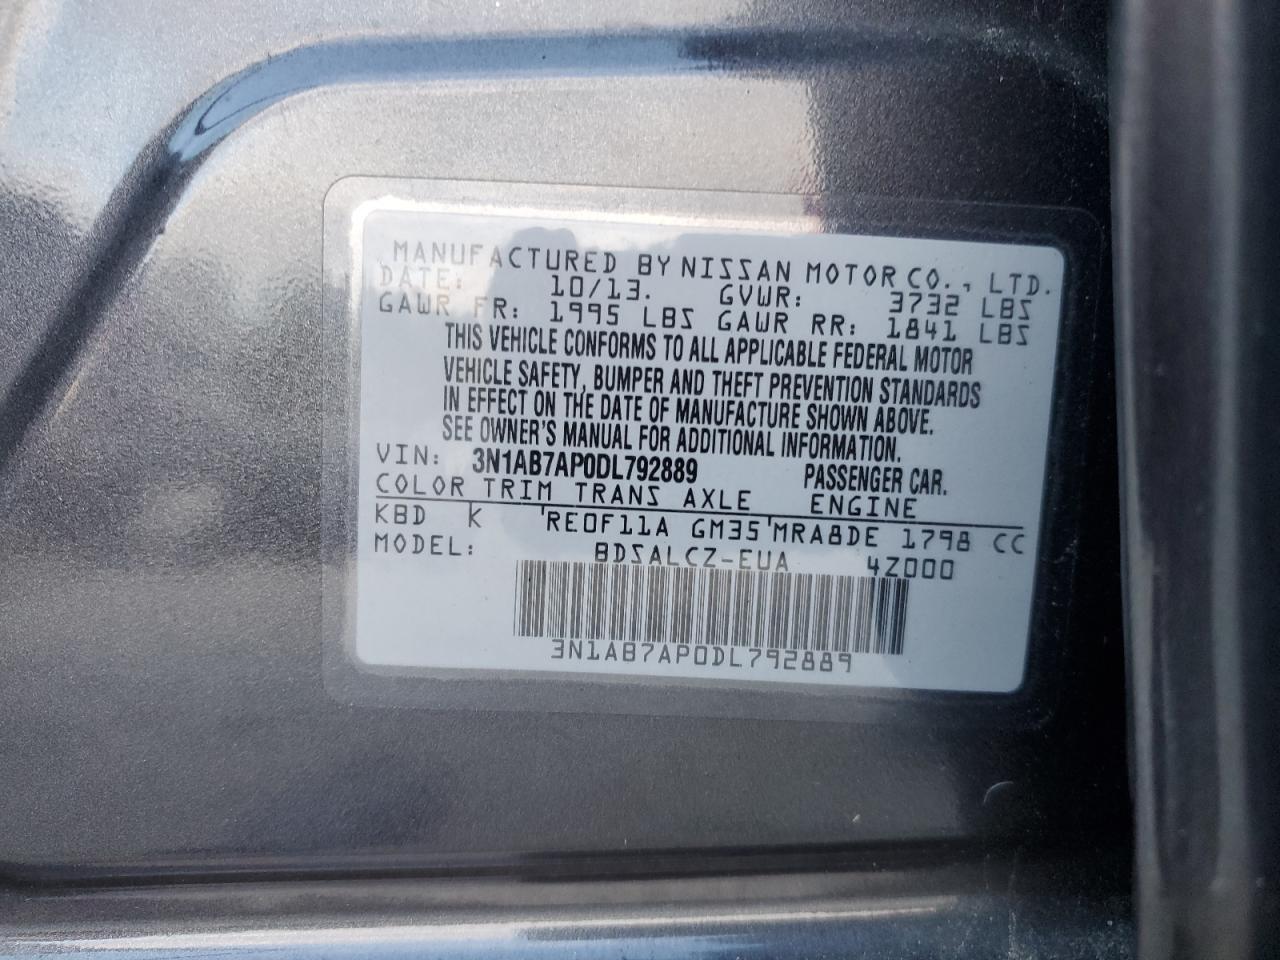 MANUFACTURED BY NISSAN MOTOR CO., LTD.
DATE: 10/13. GVWR: 3732 LBS
GAWR FR: 1995 LBS GAWR RR: 1841 LBS
THIS VEHICLE CONFORMS TO ALL APPLICABLE FEDERAL MOTOR
VEHICLE SAFETY, BUMPER AND THEFT PREVENTION STANDARDS
IN EFFECT ON THE DATE OF MANUFACTURE SHOWN ABOVE.
SEE OWNER'S MANUAL FOR ADDITIONAL INFORMATION.
VIN: 3N1AB7AP0DL792889 PASSENGER CAR.
COLOR TRIM TRANS AXLE ENGINE
KBD K RE0F11A GM35 MRA8DE 1798 CC
MODEL: BDSALCZ-EUA 4Z000
3N1AB7AP0DL792889